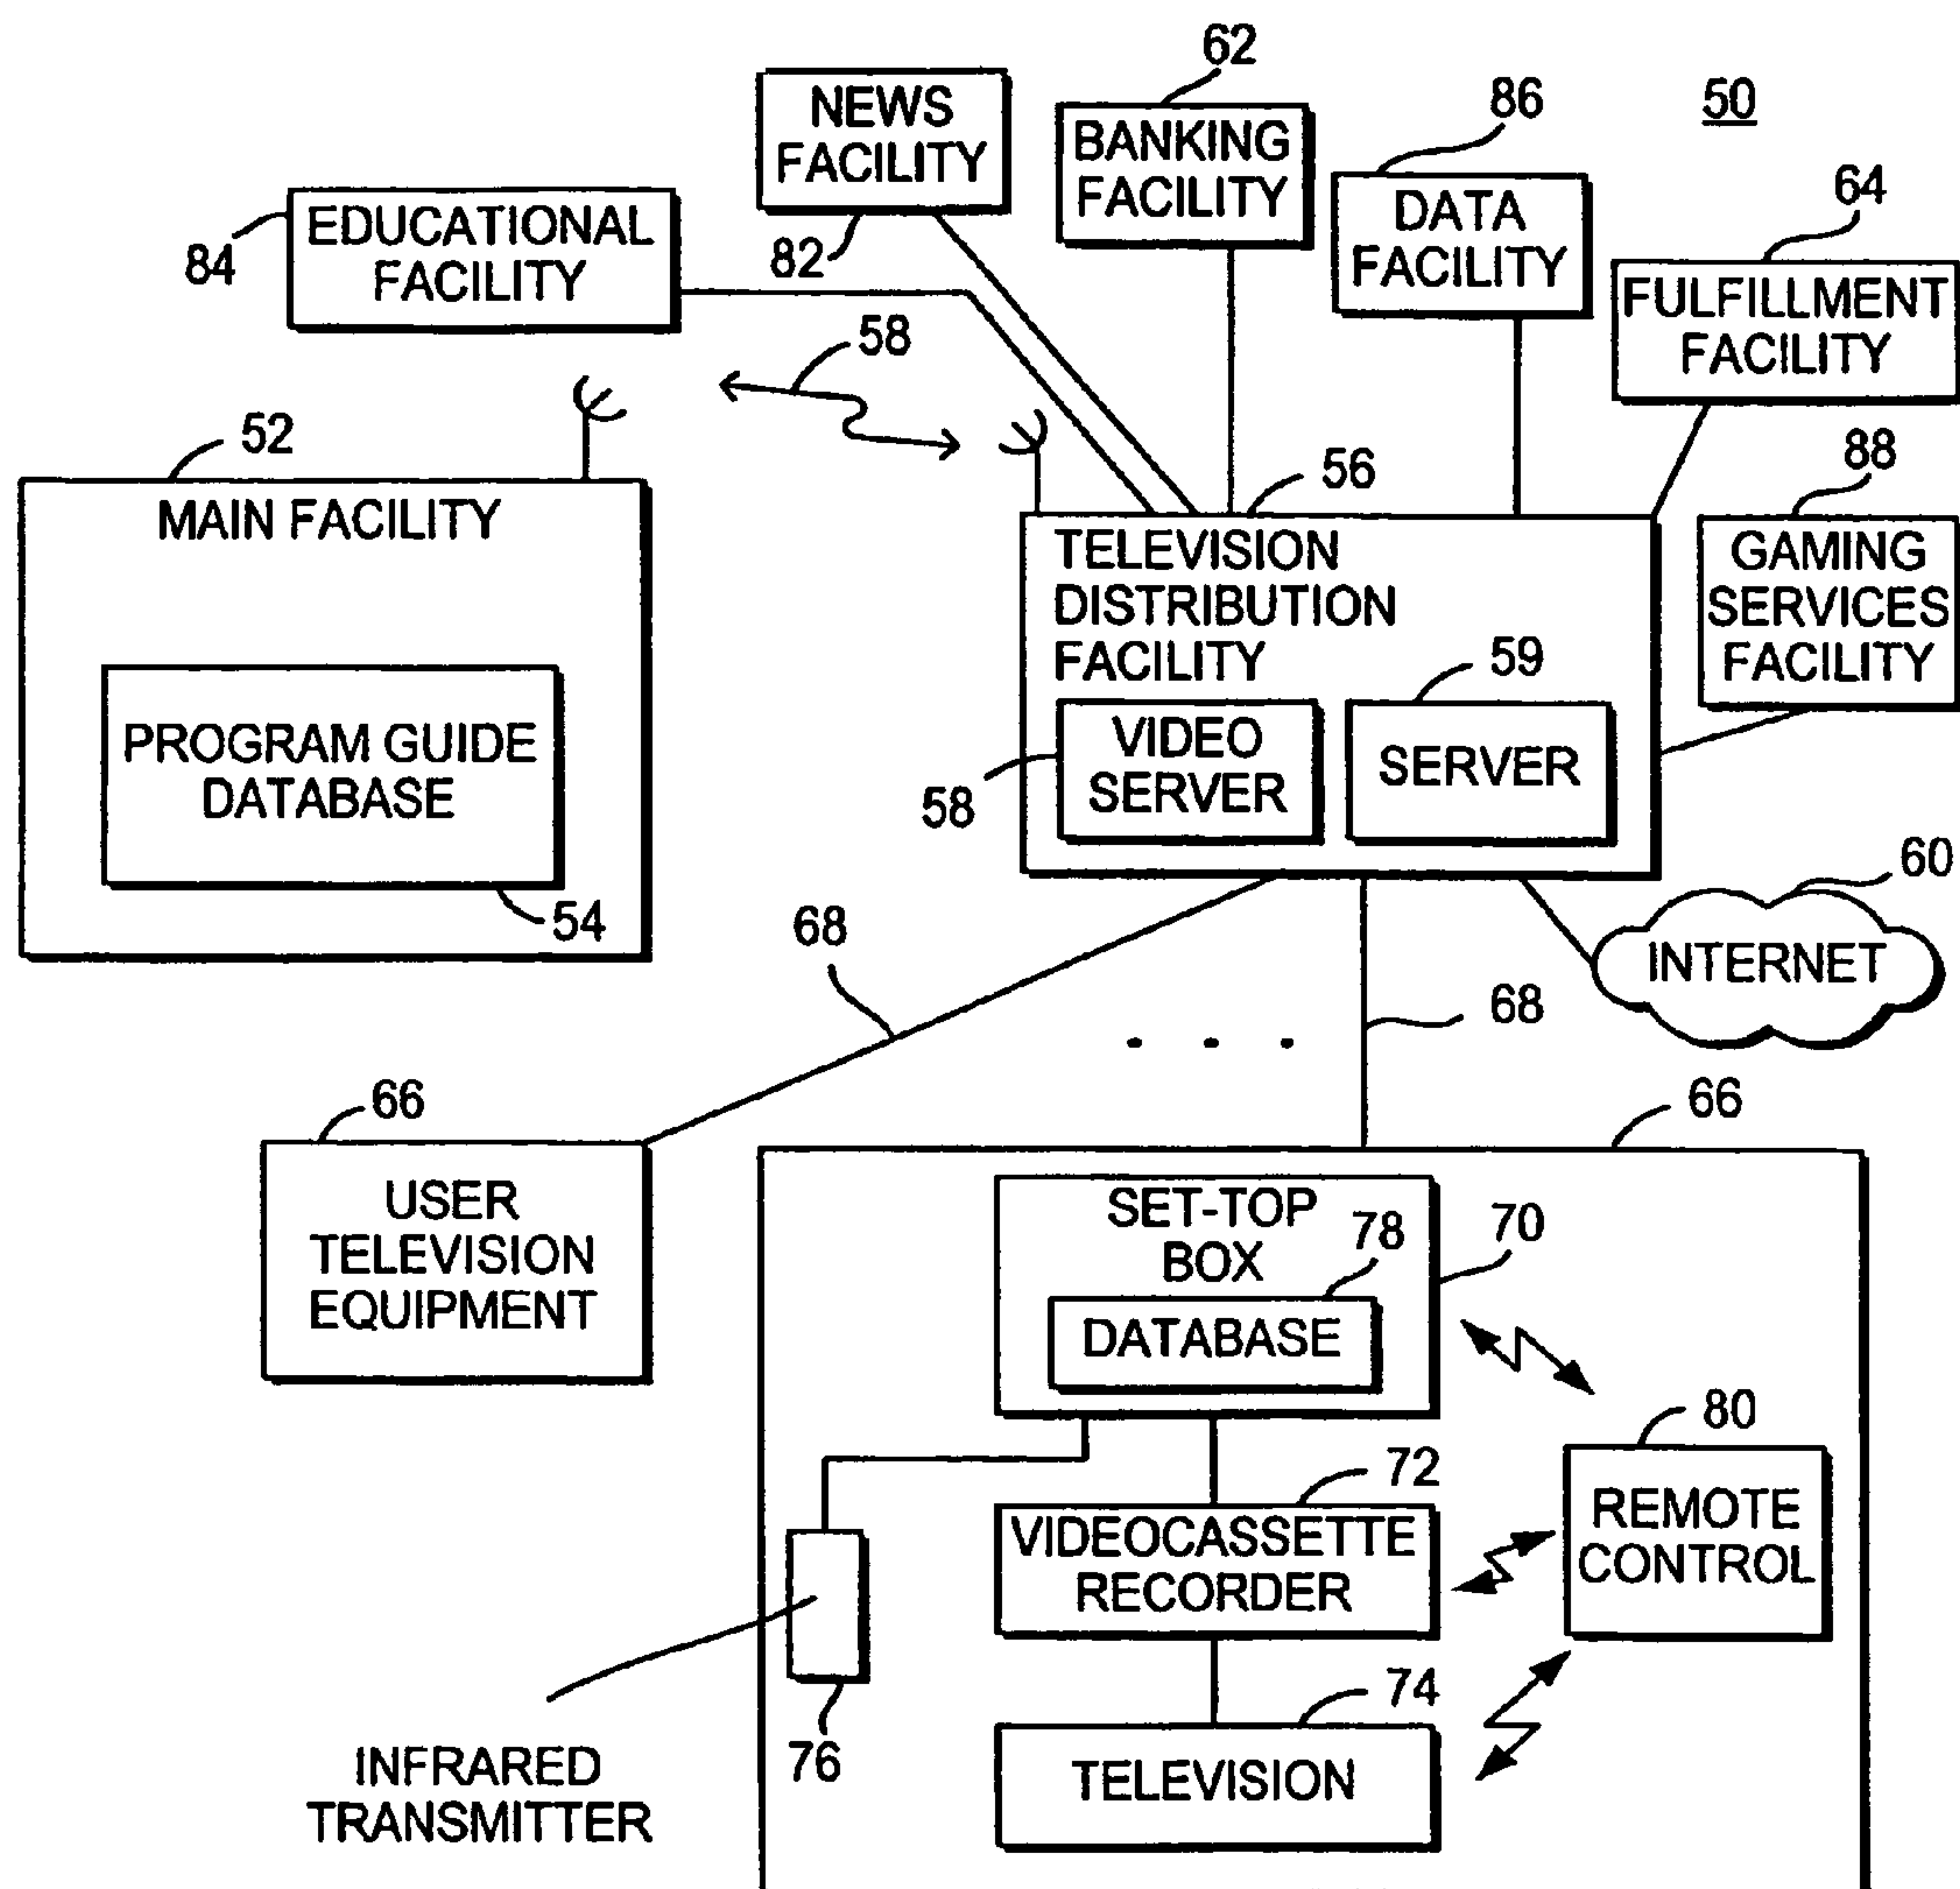 62
NEWS
FACILITY
82
BANKING
FACILITY
86
50
DATA
FACILITY
64
EDUCATIONAL
FACILITY
84
FULFILLMENT
FACILITY
58
52
MAIN FACILITY
56
88
TELEVISION
DISTRIBUTION
FACILITY
GAMING
SERVICES
FACILITY
59
PROGRAM GUIDE
DATABASE
54
VIDEO
SERVER
58
SERVER
60
INTERNET
68
68
. . .
66
USER
TELEVISION
EQUIPMENT
66
SET-TOP
BOX
78
70
DATABASE
80
REMOTE
CONTROL
72
VIDEOCASSETTE
RECORDER
74
TELEVISION
76
INFRARED
TRANSMITTER